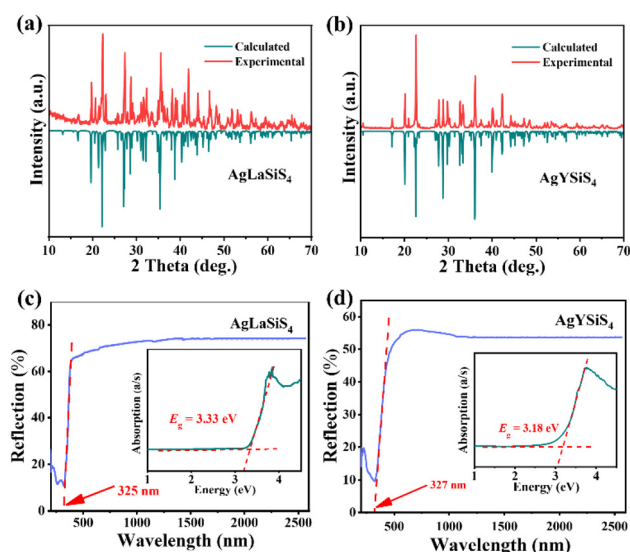 (a)
Calculated
Experimental
Intensity (a.u.)
AgLaSiS4
10 20 30 40 50 60 70
2 Theta (deg.)
(b)
Calculated
Experimental
Intensity (a.u.)
AgYSiS4
10 20 30 40 50 60 70
2 Theta (deg.)
(c)
AgLaSiS4
80
60
40
20
0
Reflection (%)
Absorption (a/s)
Eg = 3.33 eV
1 2 3 4
Energy (eV)
325 nm
500 1000 1500 2000 2500
Wavelength (nm)
(d)
AgYSiS4
60
50
40
30
20
10
0
Reflection (%)
Absorption (a/s)
Eg = 3.18 eV
1 2 3 4
Energy (eV)
327 nm
500 1000 1500 2000 2500
Wavelength (nm)